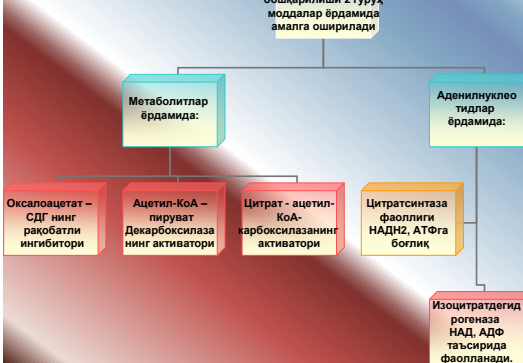 бошқарилиши 2 гуруҳ
моддалар ёрдамида
амалга оширилади
Метаболитлар
ёрдамида:
Аденилнуклео
тидлар
ёрдамида:
Оксалоацетат –
СДГ нинг
рақобатли
ингибитори
Ацетил-КоА –
пируват
Декарбоксилаза
нинг активатори
Цитрат - ацетил-
КоА-
карбоксилазанинг
активатори
Цитратсинтаза
фаоллиги
НАДН2, АТФга
боғлиқ
Изоцитратдегид
рогеназа
НАД, АДФ
таъсирида
фаолланади.